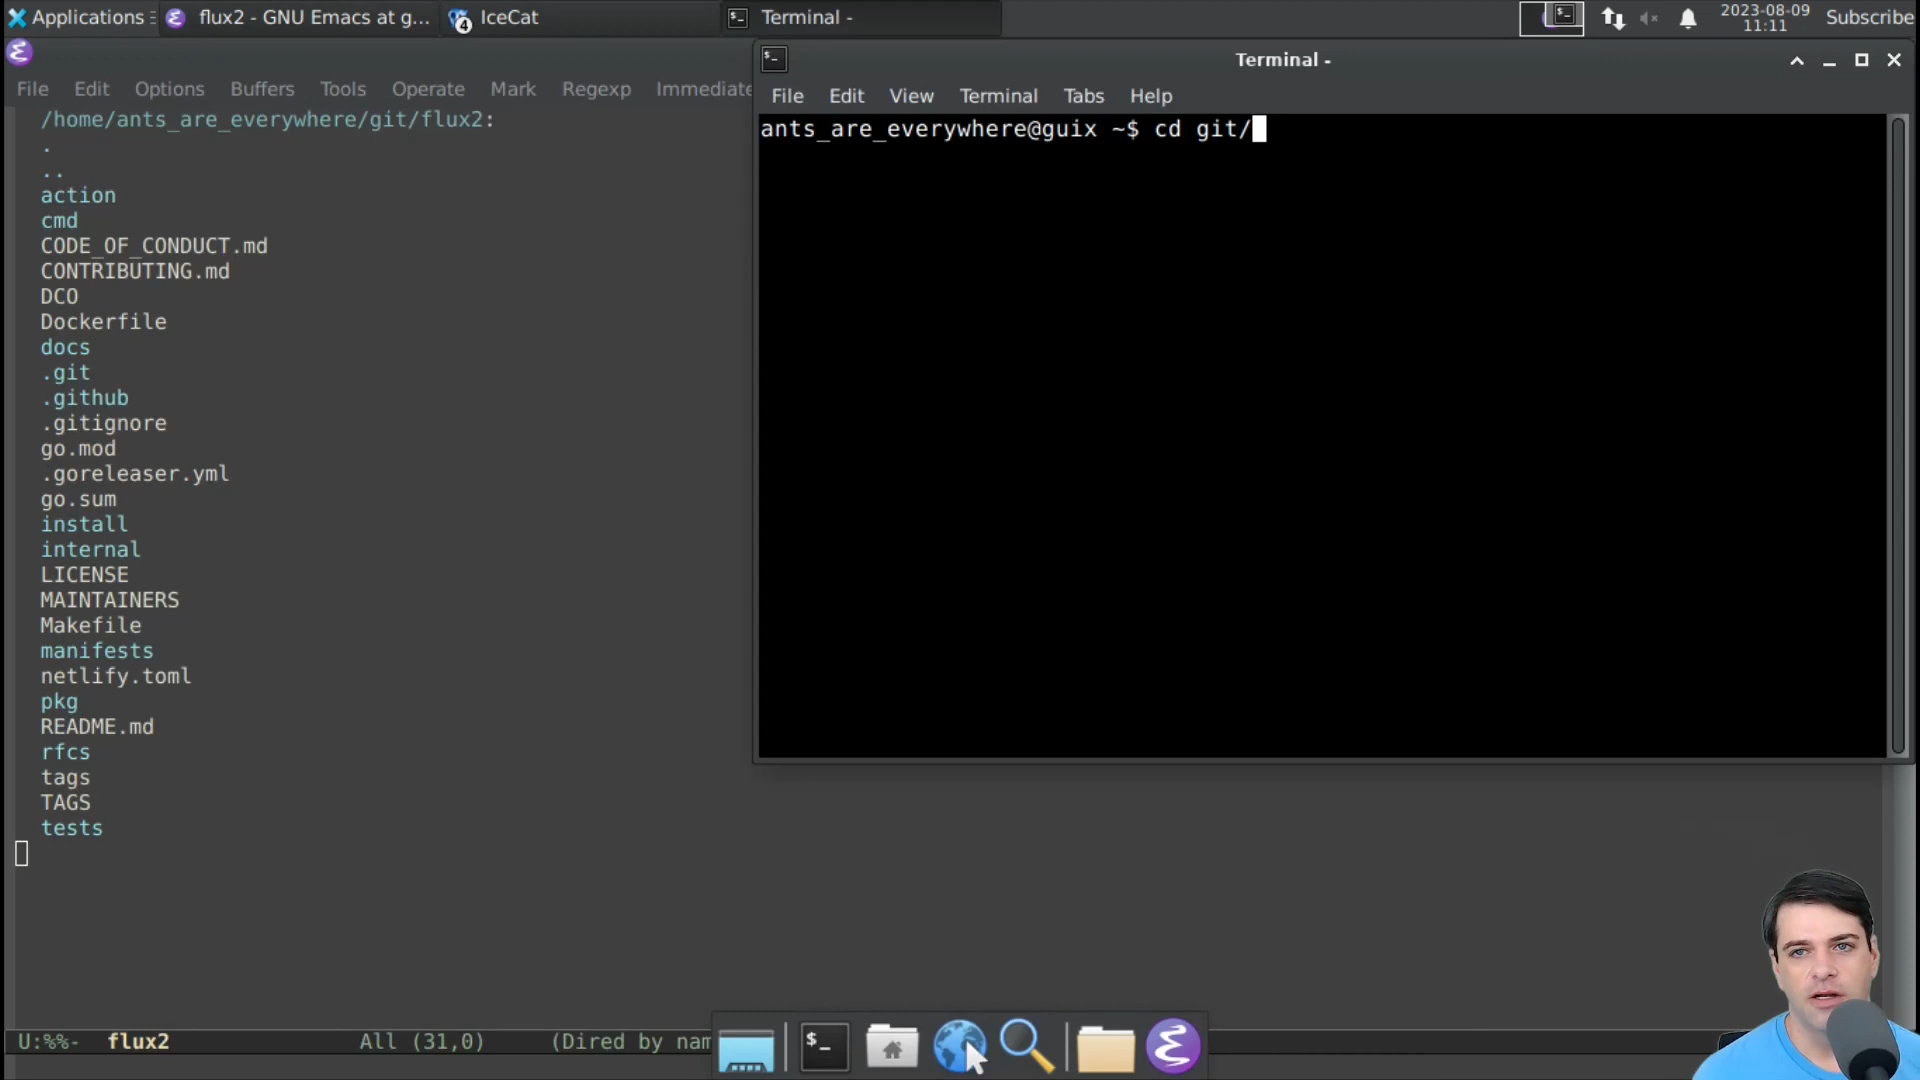 Applications
flux2 - GNU Emacs at g...
4
IceCat
Terminal -
2023-08-09
11:11
Subscribe
File Edit Options Buffers Tools Operate Mark Regexp Immediate
/home/ants_are_everywhere/git/flux2:
.
..
action
cmd
CODE_OF_CONDUCT.md
CONTRIBUTING.md
DCO
Dockerfile
docs
.git
.github
.gitignore
go.mod
.goreleaser.yml
go.sum
install
internal
LICENSE
MAINTAINERS
Makefile
manifests
netlify.toml
pkg
README.md
rfcs
tags
TAGS
tests
U:%%- flux2 All (31,0) (Dired by nam
Terminal -
File Edit View Terminal Tabs Help
ants_are_everywhere@guix ~$ cd git/